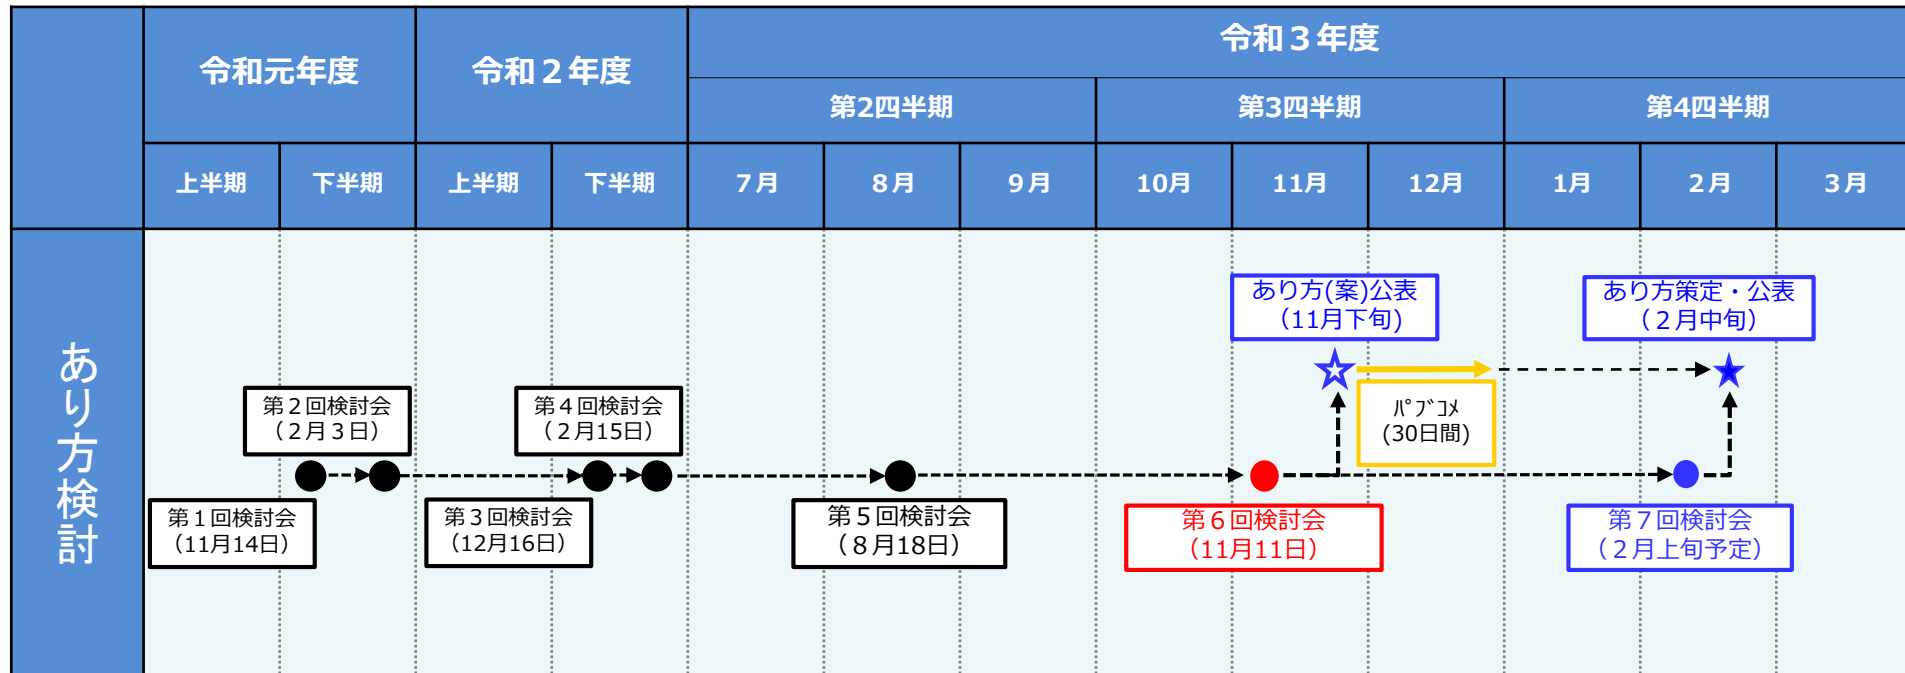 令和元年度
令和２年度
令和３年度
第2四半期
第3四半期
第4四半期
上半期
下半期
上半期
下半期
７月
８月
９月
10月
11月
12月
1月
２月
３月
あり方検討
あり方(案)公表
（11月下旬)
あり方策定・公表
（２月中旬）
第２回検討会
（２月３日）
第４回検討会
（２月15日）
ﾊﾟﾌﾞｺﾒ
(30日間)
第１回検討会
（11月14日）
第３回検討会
（12月16日）
第５回検討会
（８月18日）
第６回検討会
（11月11日）
第７回検討会
（２月上旬予定）